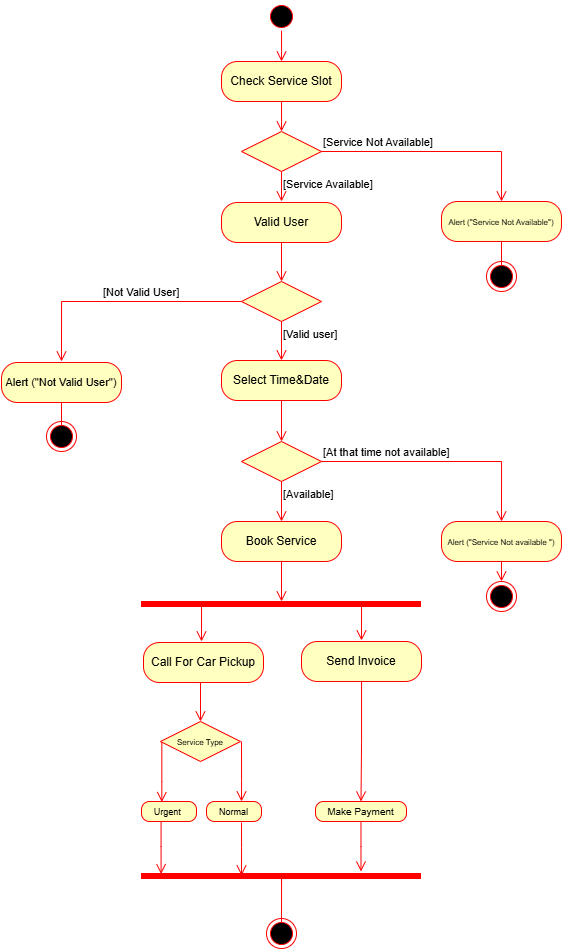 Check Service Slot
[Service Not Available]
[Service Available]
Valid User
Alert ("Service Not Available")
[Not Valid User]
[Valid user]
Select Time&Date
Alert ("Not Valid User")
[At that time not available]
[Available]
Book Service
Alert ("Service Not available ")
Call For Car Pickup
Send Invoice
Service Type
Urgent
Normal
Make Payment